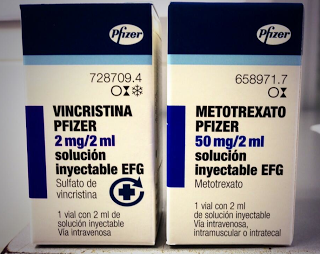 Pfizer
728709.4
VINCRISTINA
PFIZER
2 mg/2 ml
solución
inyectable EFG
Sulfato de
vincristina
1 vial con 2 ml de
solución inyectable
Vía intravenosa
Pfizer
658971.7
METOTREXATO
PFIZER
50 mg/2 ml
solución
inyectable EFG
Metotrexato
1 vial con 2 ml
de solución inyectable
Vía intravenosa,
intramuscular o intratecal